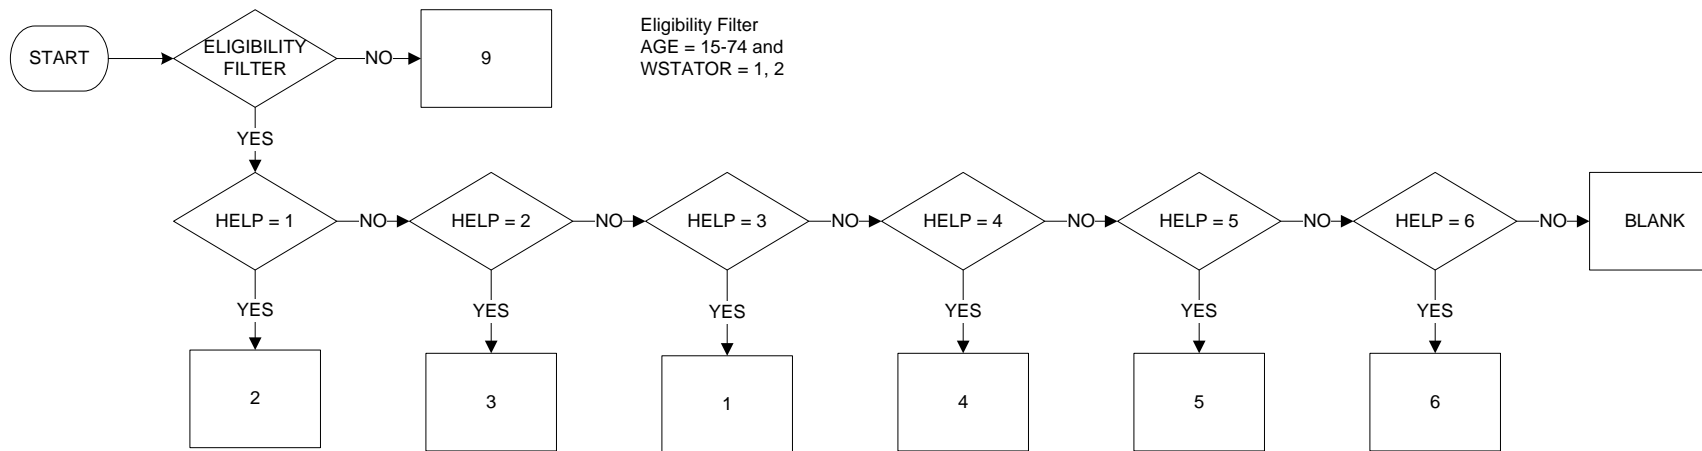 START
ELIGIBILITY
FILTER
NO
9
Eligibility Filter
AGE = 15-74 and
WSTATOR = 1, 2
YES
HELP = 1
NO
HELP = 2
NO
HELP = 3
NO
HELP = 4
NO
HELP = 5
NO
HELP = 6
NO
BLANK
YES
YES
YES
YES
YES
YES
2
3
1
4
5
6